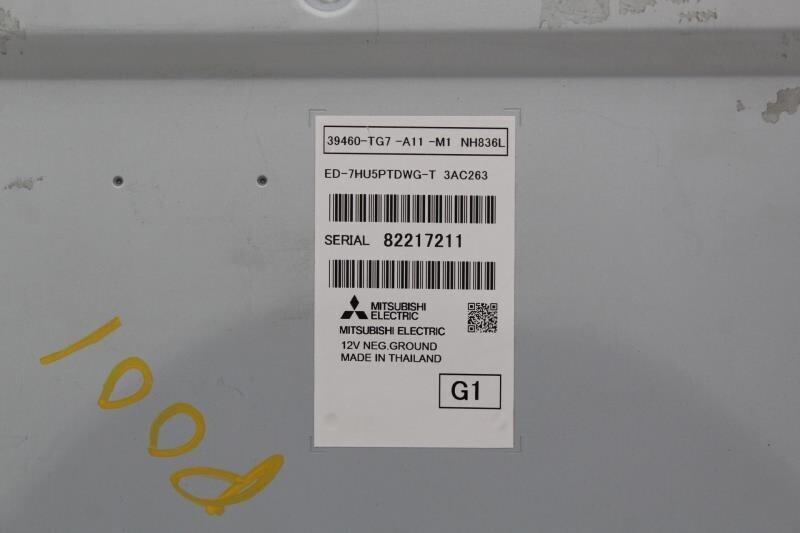 39460-TG7 -A11 -M1 NH836L
ED-7HU5PTDWG-T 3AC263
SERIAL 82217211
MITSUBISHI
ELECTRIC
MITSUBISHI ELECTRIC
12V NEG.GROUND
MADE IN THAILAND
G1